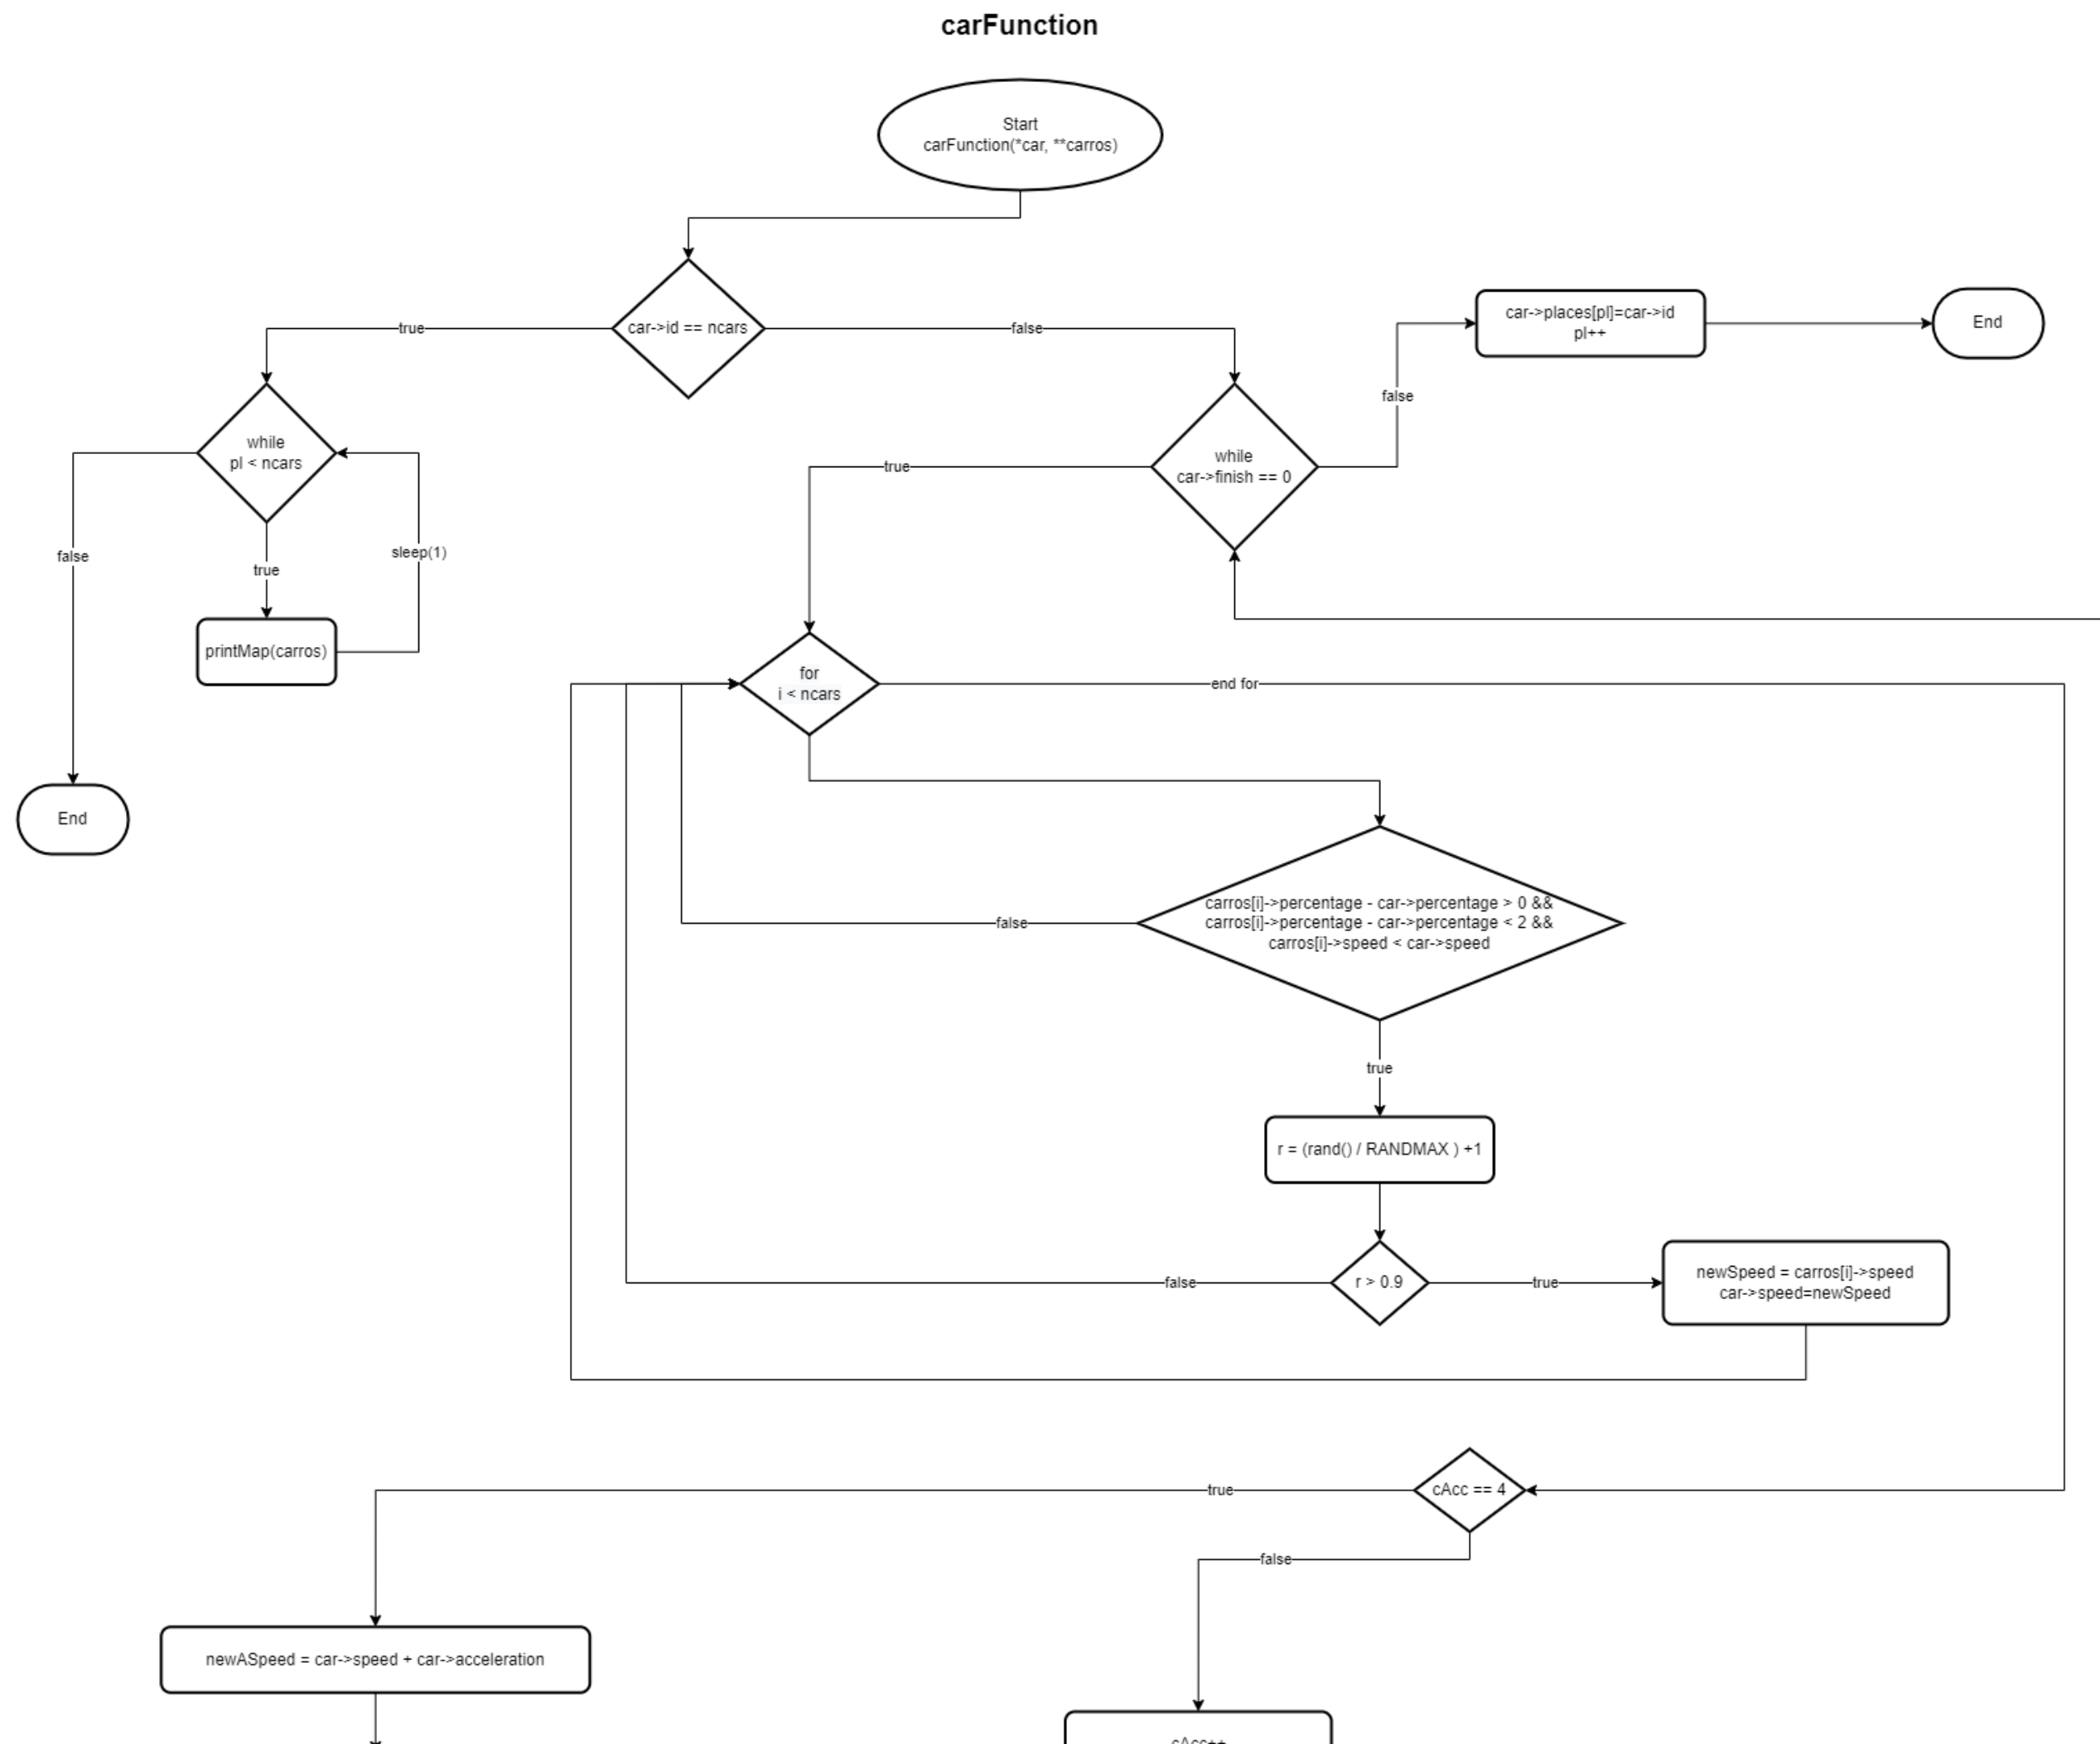 carFunction
Start
carFunction(*car, **carros)
car->id == ncars
true
false
car->places[pl]=car->id
pl++
End
false
while
pl < ncars
while
car->finish == 0
true
false
true
sleep(1)
printMap(carros)
for
i < ncars
end for
End
carros[i]->percentage - car->percentage > 0 &&
carros[i]->percentage - car->percentage < 2 &&
carros[i]->speed < car->speed
false
true
r = (rand() / RANDMAX ) +1
r > 0.9
false
true
newSpeed = carros[i]->speed
car->speed=newSpeed
cAcc == 4
true
false
newASpeed = car->speed + car->acceleration
cAcc++